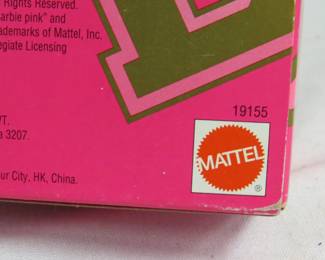 Rights Reserved.
arbie pink" and
ademarks of Mattel, Inc.
egiate Licensing
/T.
a 3207.
ur City, HK, China.
19155
MATTEL
®